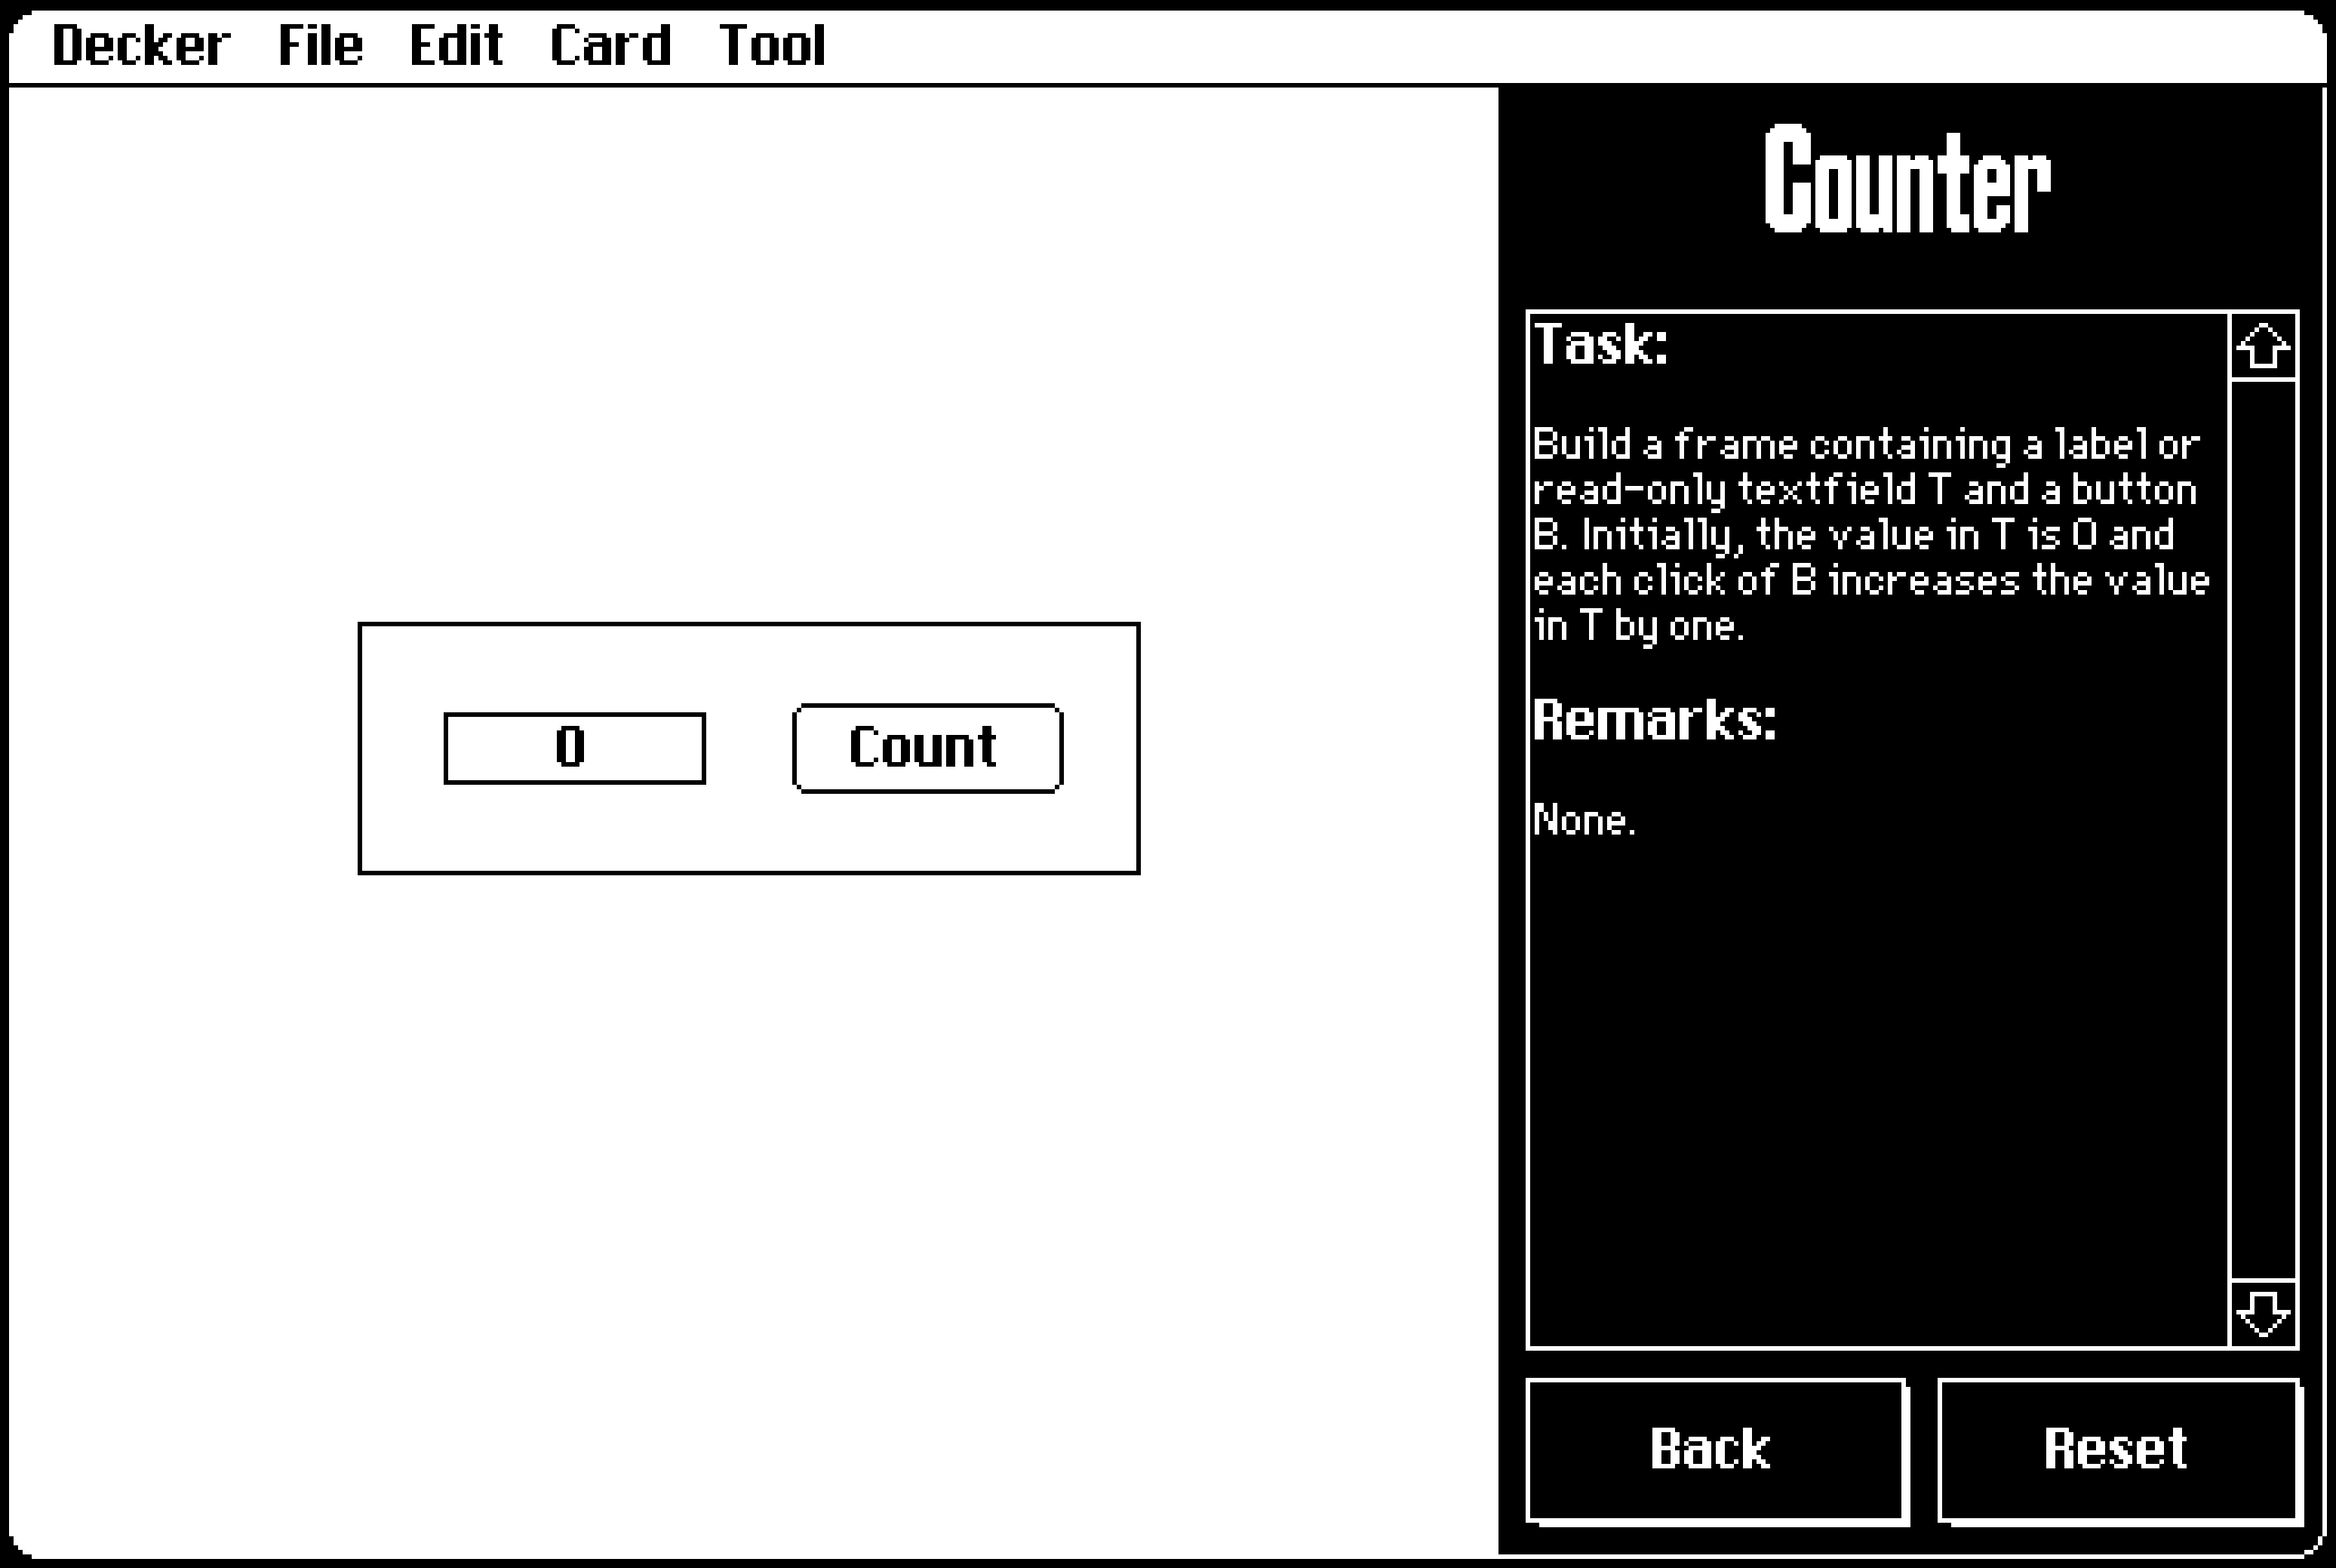 Decker File Edit Card Tool
0
Count
Counter
Task:
Build a frame containing a label or
read-only textfield T and a button
B. Initially, the value in T is 0 and
each click of B increases the value
in T by one.
Remarks:
None.
Back
Reset